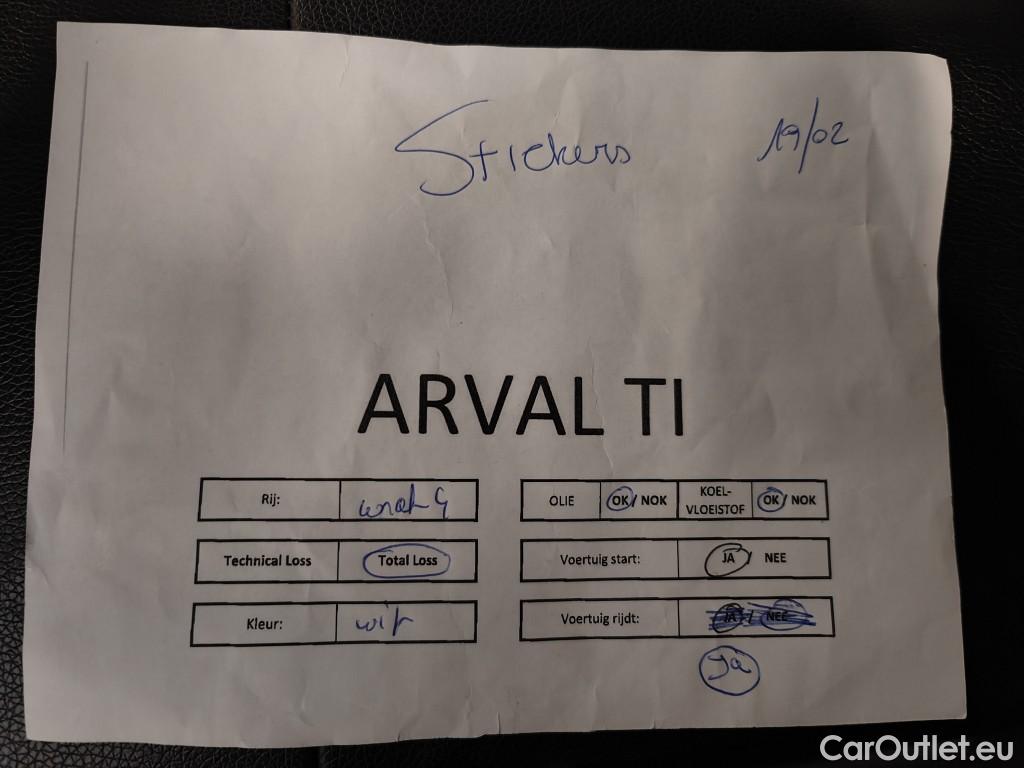 Stickers 19/02
ARVAL TI
Rij: wrak G
OLIE OK / NOK KOEL-VLOEISTOF OK / NOK
Technical Loss Total Loss
Voertuig start: JA / NEE
Kleur: wit
Voertuig rijdt: JA / NEE
Ja
CarOutlet.eu